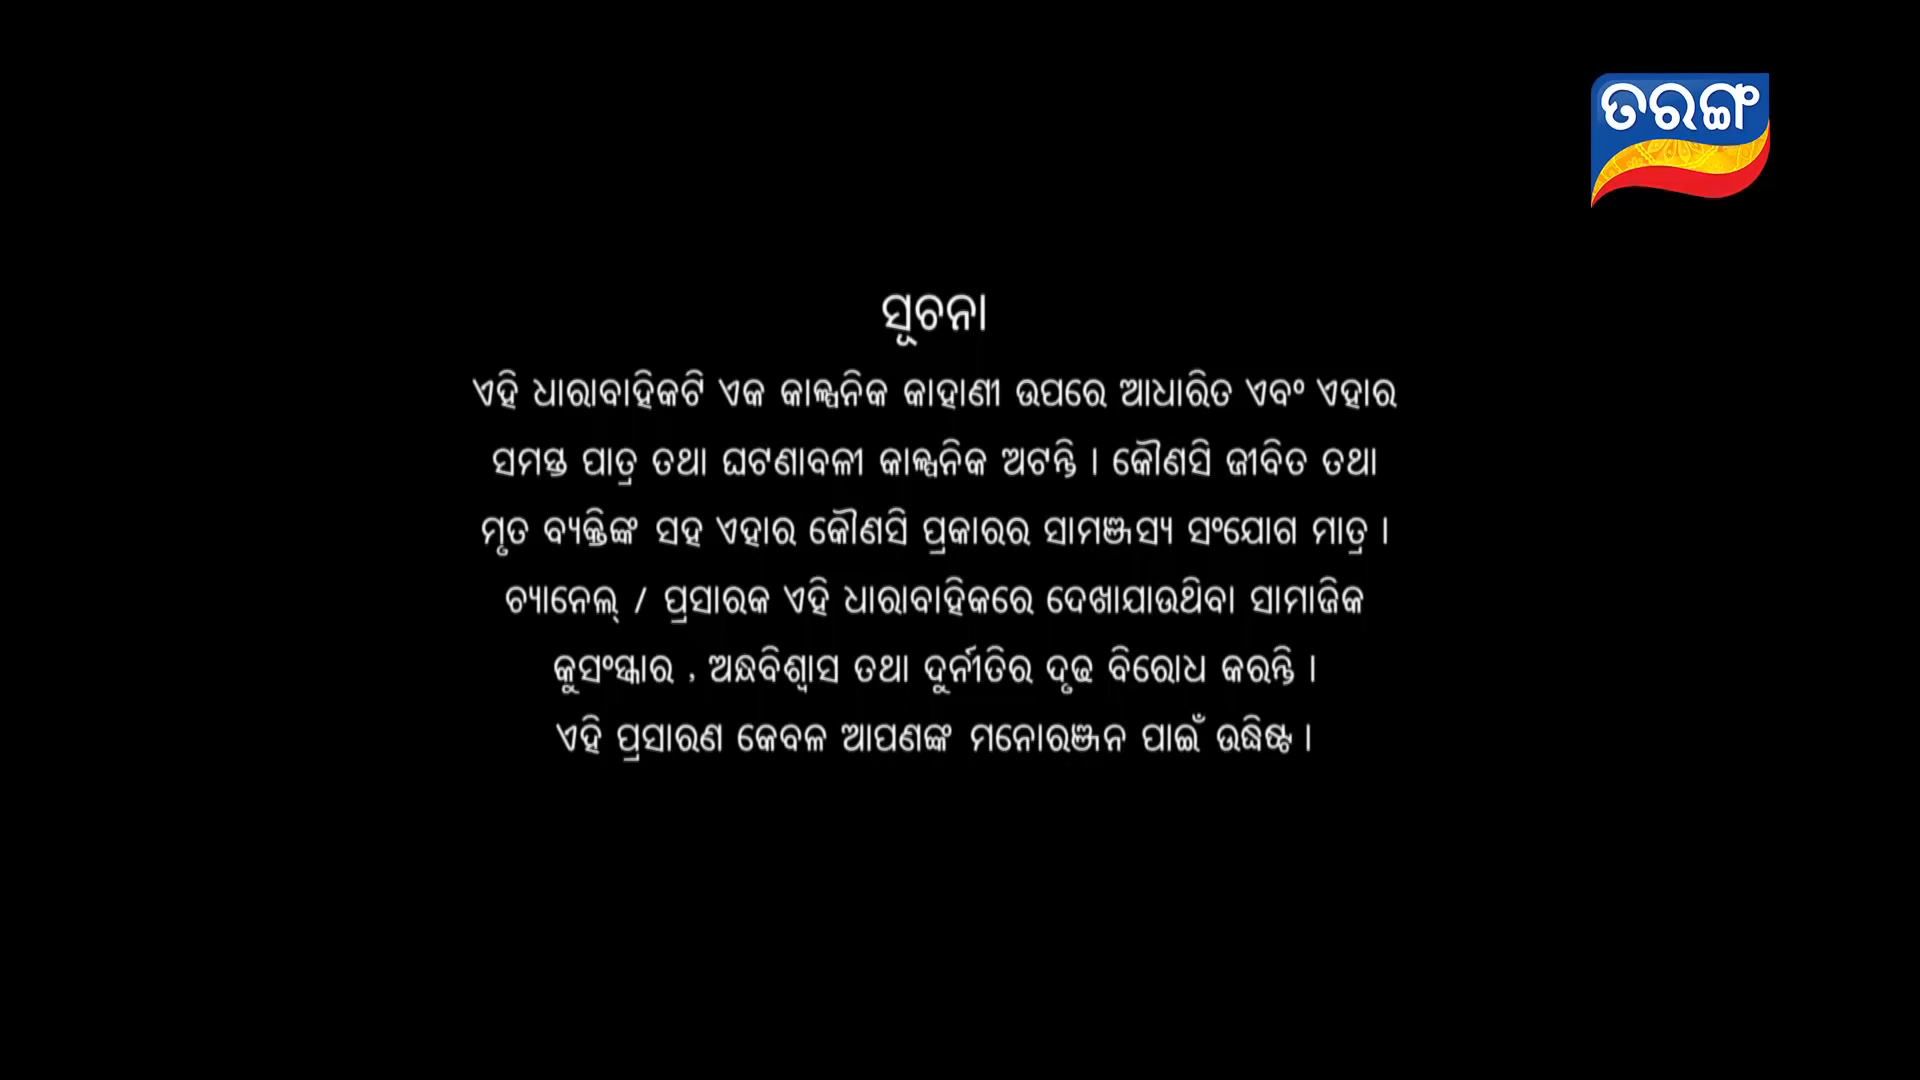 ତରଙ୍ଗ
ସୂଚନା
ଏହି ଧାରାବାହିକଟି ଏକ କାଳ୍ପନିକ କାହାଣୀ ଉପରେ ଆଧାରିତ ଏବଂ ଏହାର
ସମସ୍ତ ପାତ୍ର ତଥା ଘଟଣାବଳୀ କାଳ୍ପନିକ ଅଟନ୍ତି । କୌଣସି ଜୀବିତ ତଥା
ମୃତ ବ୍ୟକ୍ତିଙ୍କ ସହ ଏହାର କୌଣସି ପ୍ରକାରର ସାମଞ୍ଜସ୍ୟ ସଂଯୋଗ ମାତ୍ର ।
ଚ୍ୟାନେଲ୍ / ପ୍ରସାରକ ଏହି ଧାରାବାହିକରେ ଦେଖାଯାଉଥିବା ସାମାଜିକ
କୁସଂସ୍କାର , ଅନ୍ଧବିଶ୍ୱାସ ତଥା ଦୁର୍ନୀତିର ଦୃଢ ବିରୋଧ କରନ୍ତି ।
ଏହି ପ୍ରସାରଣ କେବଳ ଆପଣଙ୍କ ମନୋରଞ୍ଜନ ପାଇଁ ଉଦ୍ଧିଷ୍ଟ ।